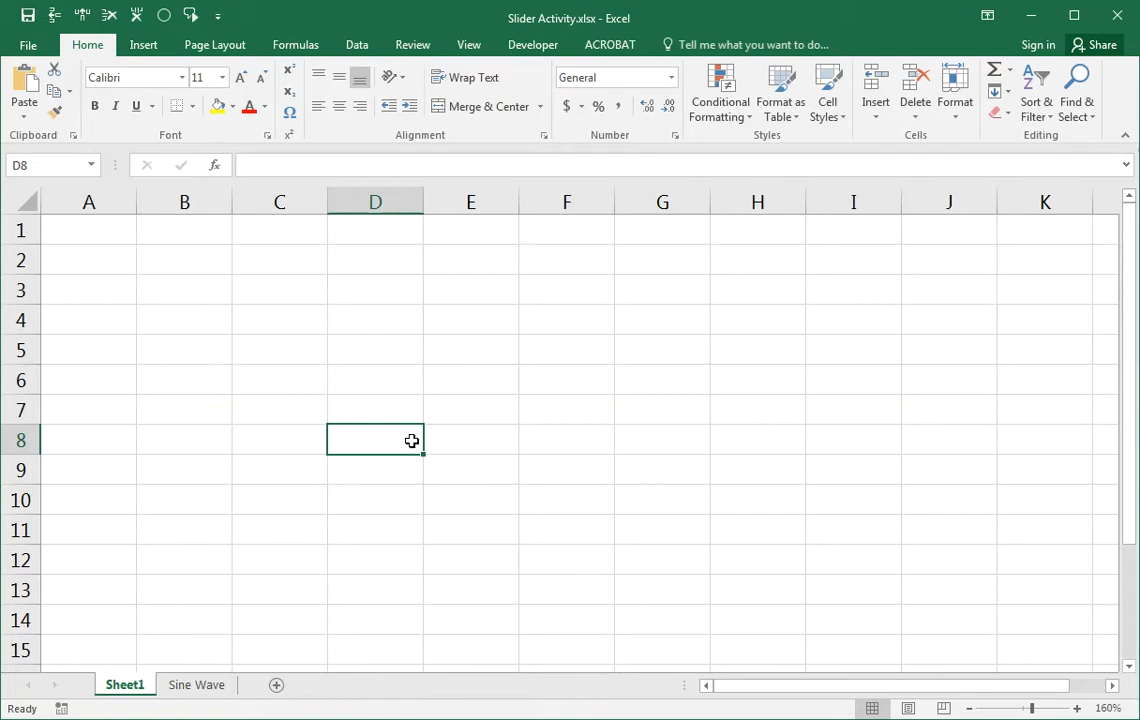 Slider Activity.xlsx - Excel
File Home Insert Page Layout Formulas Data Review View Developer ACROBAT Tell me what you want to do... Sign in Share
Paste
Clipboard
Calibri 11
B I U
Font
Wrap Text
Merge & Center
Alignment
General
$ % ,
Number
Conditional Formatting
Format as Table
Cell Styles
Styles
Insert Delete Format
Cells
Sort & Filter
Find & Select
Editing
D8 fx
A B C D E F G H I J K
1
2
3
4
5
6
7
8
9
10
11
12
13
14
15
Sheet1 Sine Wave
Ready 160%